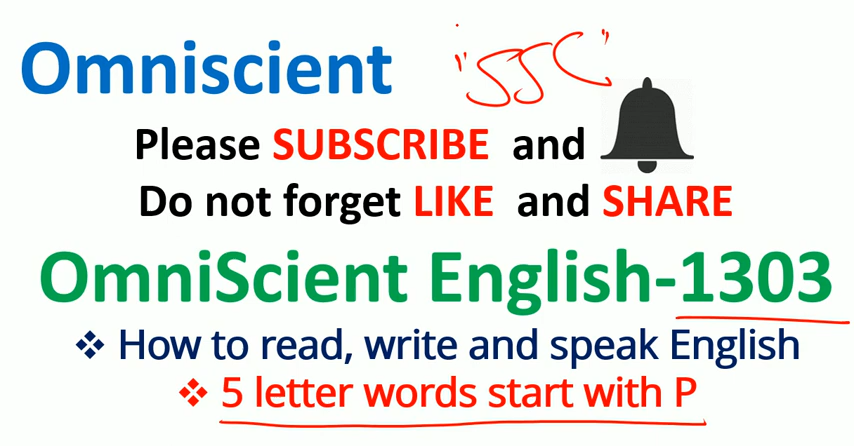 Omniscient "SSC"
Please SUBSCRIBE and
Do not forget LIKE and SHARE
OmniScient English-1303
❖ How to read, write and speak English
❖ 5 letter words start with P